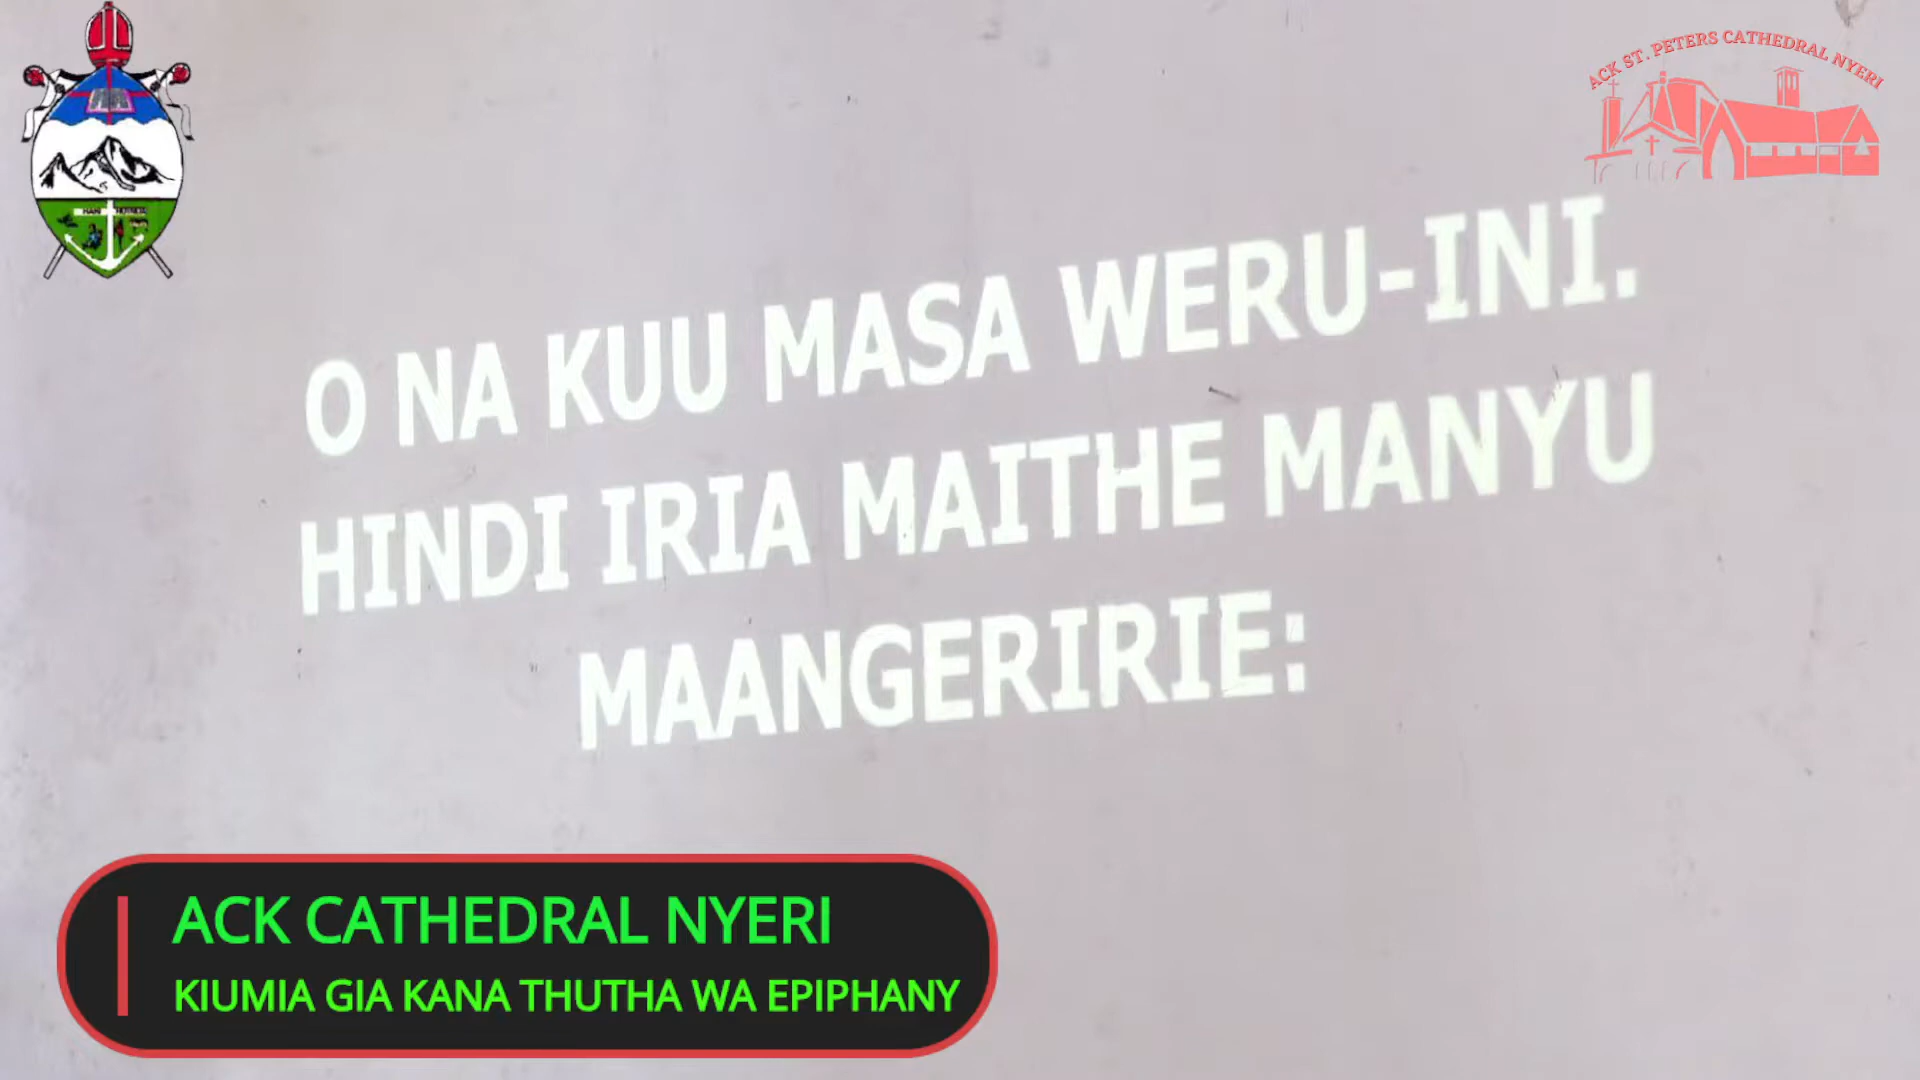 ACK ST. PETERS CATHEDRAL NYERI
O NA KUU MASA WERU-INI.
HINDI IRIA MAITHE MANYU
MAANGERIRIE:
ACK CATHEDRAL NYERI
KIUMIA GIA KANA THUTHA WA EPIPHANY